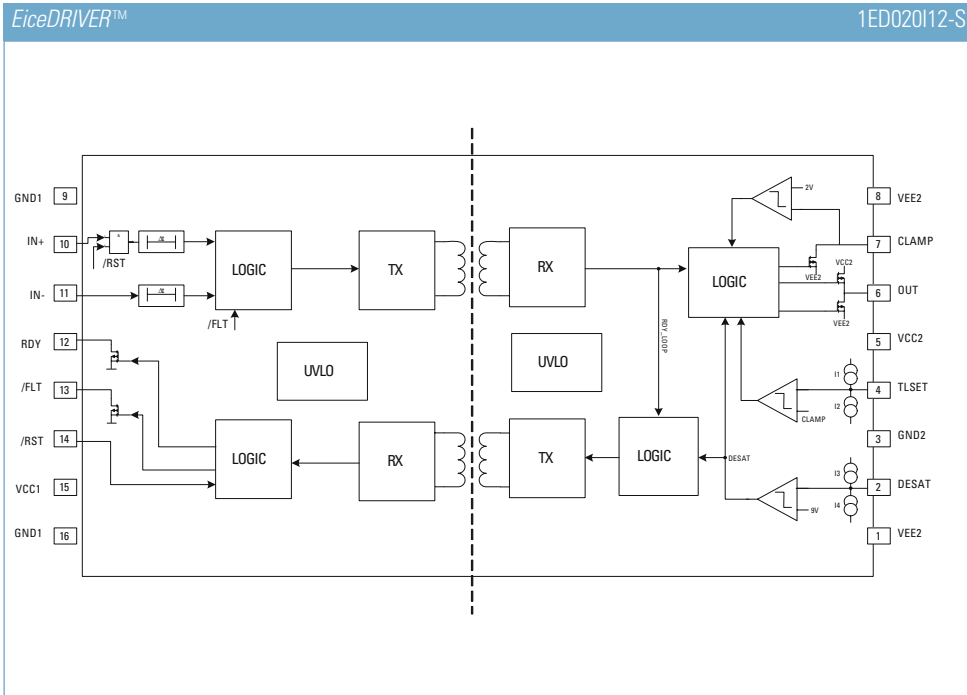 EiceDRIVER™
1ED020I12-S
GND1 9
IN+ 10
/RST
&
Δt
IN- 11
Δt
/FLT
RDY 12
/FLT 13
/RST 14
VCC1 15
GND1 16
LOGIC
TX
UVLO
LOGIC
RX
RX
UVLO
TX
RDY_LOOP
LOGIC
LOGIC
2V
VEE2
VCC2
VEE2
I1
I2
CLAMP
DESAT
I3
I4
9V
8 VEE2
7 CLAMP
6 OUT
5 VCC2
4 TLSET
3 GND2
2 DESAT
1 VEE2